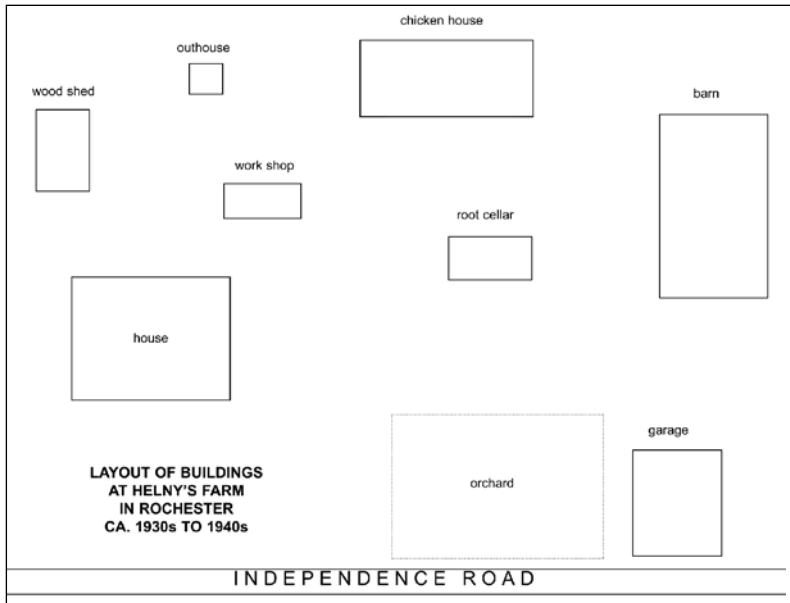 chicken house
outhouse
wood shed
barn
work shop
root cellar
house
garage
orchard
LAYOUT OF BUILDINGS
AT HELNY'S FARM
IN ROCHESTER
CA. 1930s TO 1940s
INDEPENDENCE ROAD